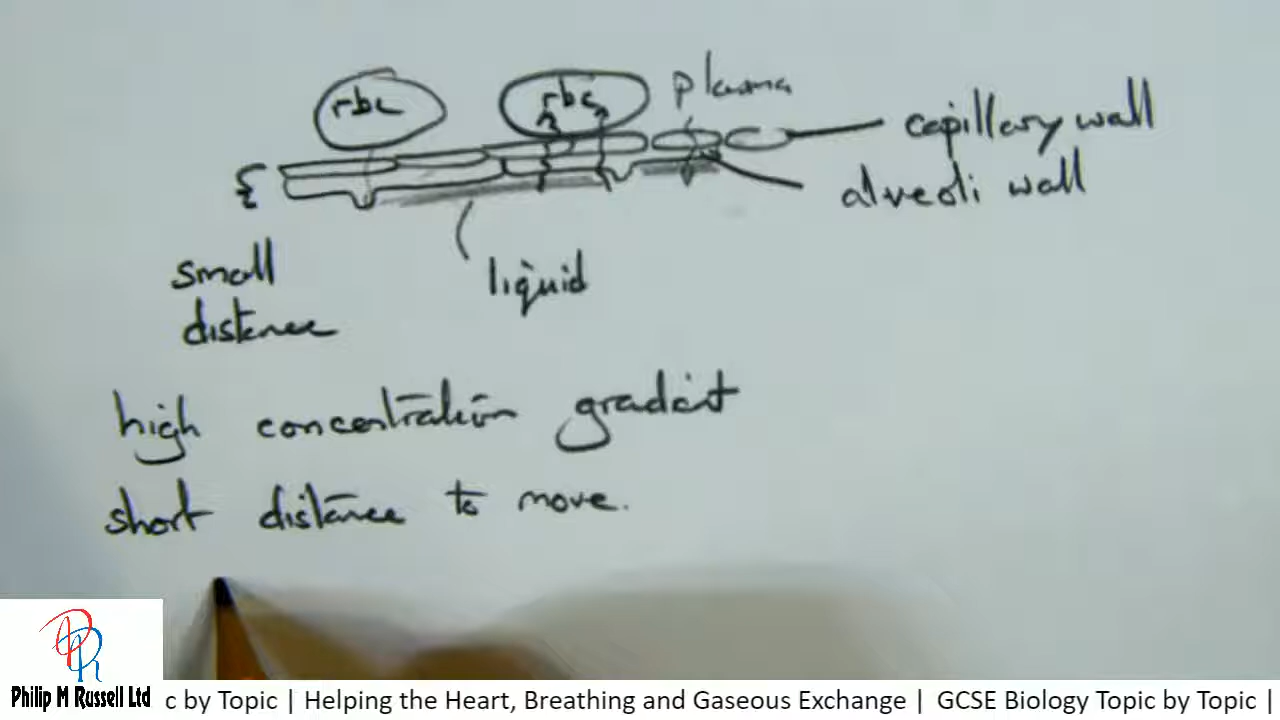 rbc rbc plasma
capillary wall
alveoli wall
small
distance
liquid
high concentration gradient
short distance to move.
Philip M Russell Ltd
c by Topic | Helping the Heart, Breathing and Gaseous Exchange | GCSE Biology Topic by Topic |